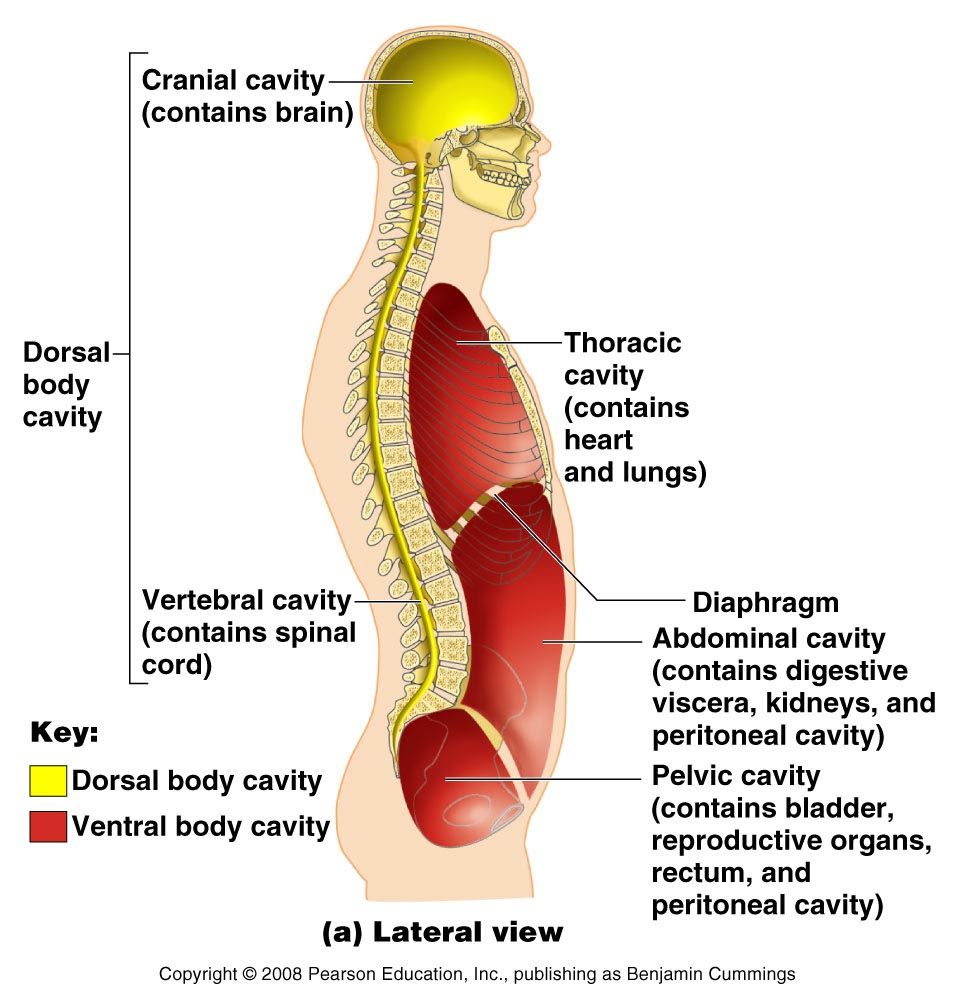 Cranial cavity
(contains brain)
Dorsal
body
cavity
Thoracic
cavity
(contains
heart
and lungs)
Vertebral cavity
(contains spinal
cord)
Diaphragm
Abdominal cavity
(contains digestive
viscera, kidneys, and
peritoneal cavity)
Key:
Dorsal body cavity
Ventral body cavity
Pelvic cavity
(contains bladder,
reproductive organs,
rectum, and
peritoneal cavity)
(a) Lateral view
Copyright © 2008 Pearson Education, Inc., publishing as Benjamin Cummings